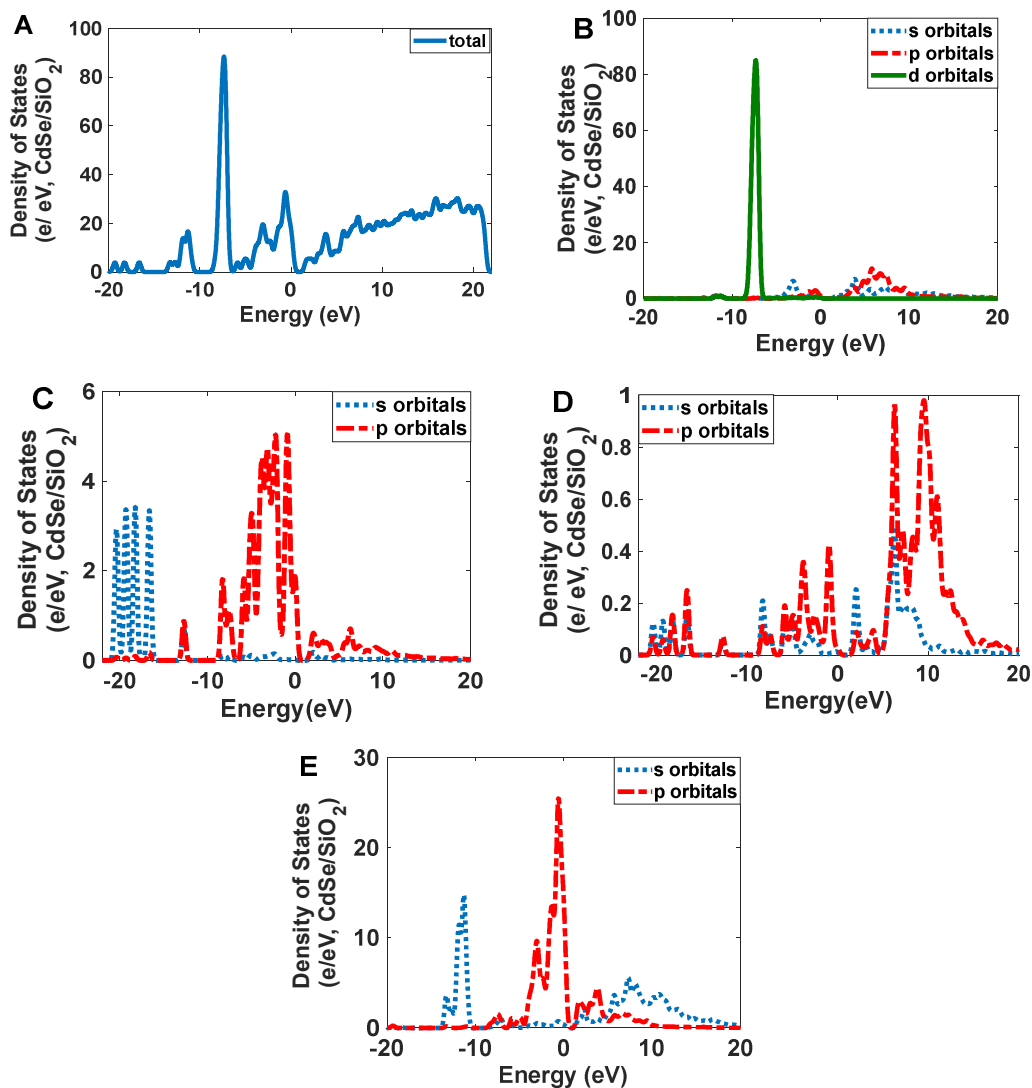 A
total
Density of States
(e/ eV, CdSe/SiO2)
100
80
60
40
20
0
-20 -10 0 10 20
Energy (eV)
B
s orbitals
p orbitals
d orbitals
Density of States
(e/eV, CdSe/SiO2)
100
80
60
40
20
0
-20 -10 0 10 20
Energy (eV)
C
s orbitals
p orbitals
Density of States
(e/eV, CdSe/SiO2)
6
4
2
0
-20 -10 0 10 20
Energy(eV)
D
s orbitals
p orbitals
Density of States
(e/ eV, CdSe/SiO2)
1
0.8
0.6
0.4
0.2
0
-20 -10 0 10 20
Energy(eV)
E
s orbitals
p orbitals
Density of States
(e/eV, CdSe/SiO2)
30
20
10
0
-20 -10 0 10 20
Energy (eV)